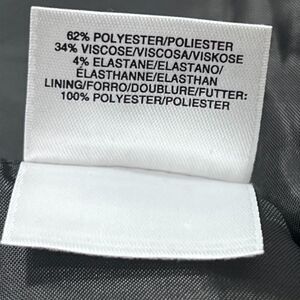 62% POLYESTER/POLIESTER
34% VISCOSE/VISCOSA/VISKOSE
4% ELASTANE/ELASTANO/
ÉLASTHANNE/ELASTHAN
LINING/FORRO/DOUBLURE/FUTTER:
100% POLYESTER/POLIESTER